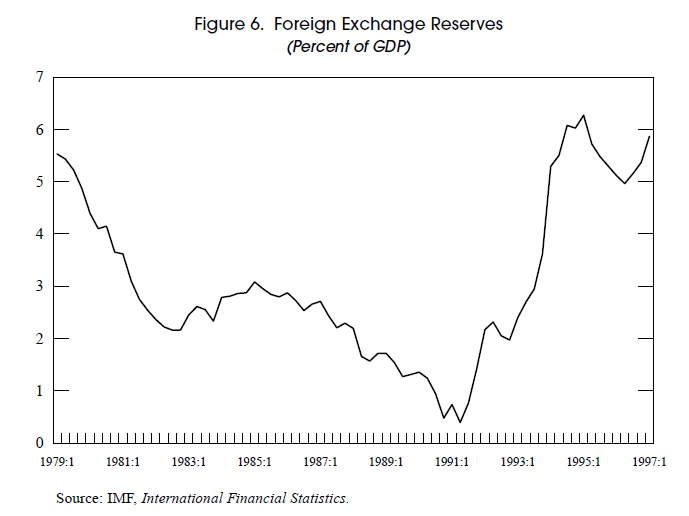 Figure 6. Foreign Exchange Reserves
(Percent of GDP)
7
6
5
4
3
2
1
0
1979:1 1981:1 1983:1 1985:1 1987:1 1989:1 1991:1 1993:1 1995:1 1997:1
Source: IMF, International Financial Statistics.